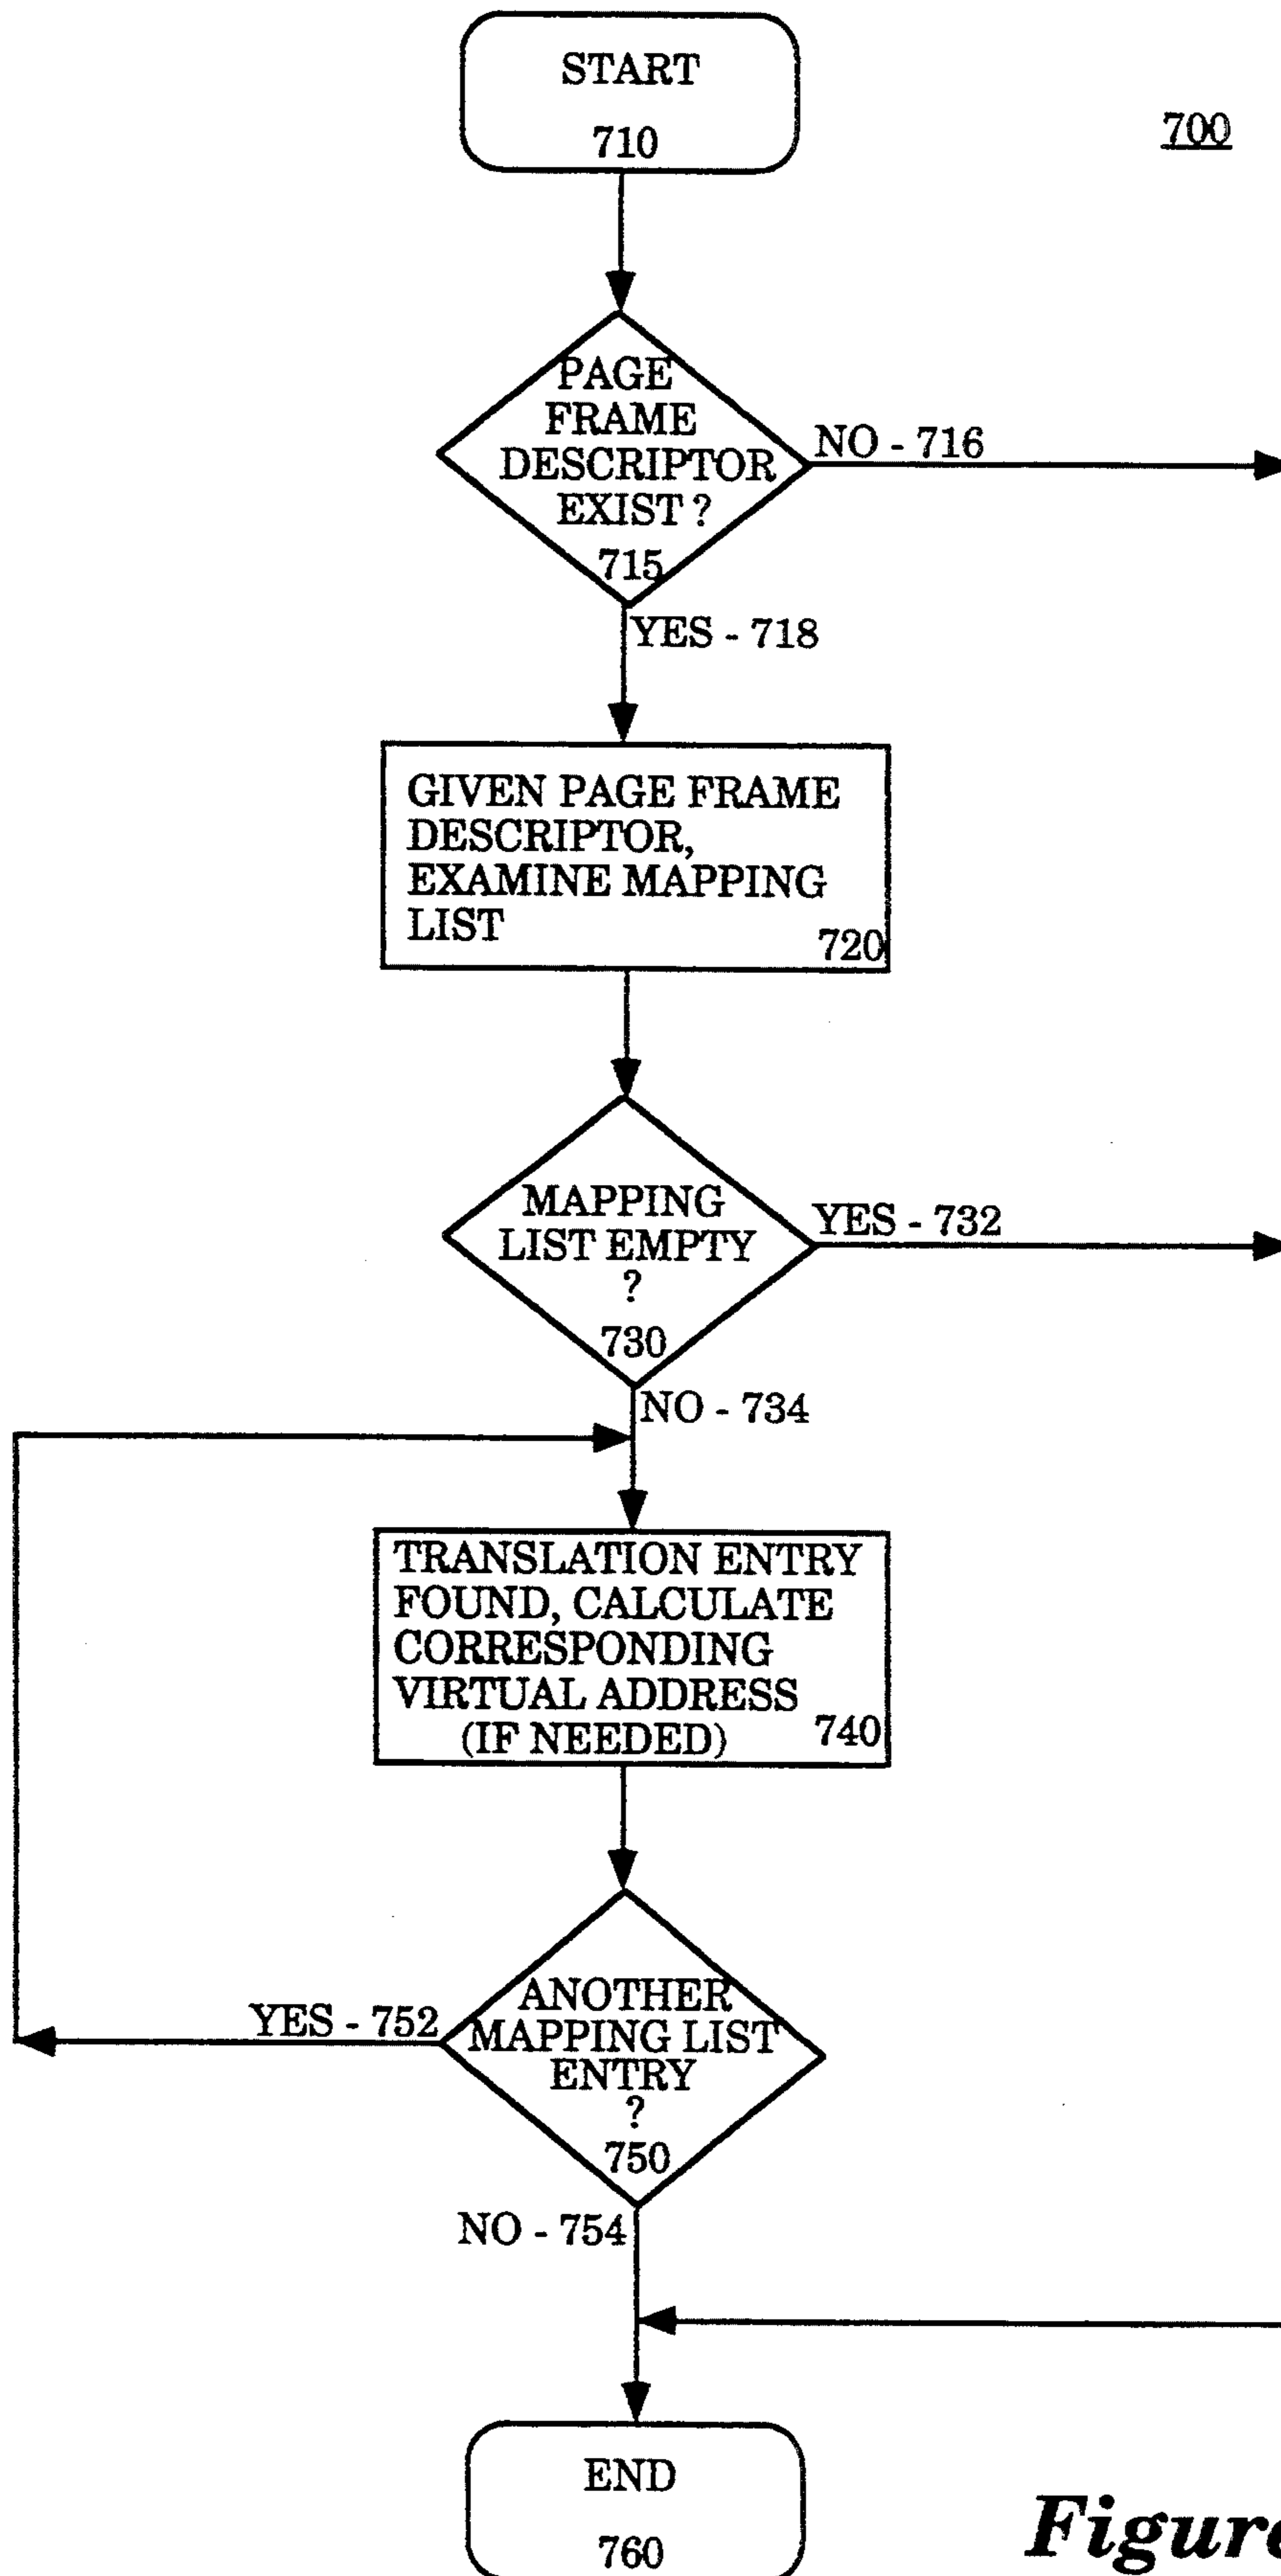 START
710
700
PAGE
FRAME
DESCRIPTOR
EXIST ?
715
NO - 716
YES - 718
GIVEN PAGE FRAME
DESCRIPTOR,
EXAMINE MAPPING
LIST
720
MAPPING
LIST EMPTY
?
730
YES - 732
NO - 734
TRANSLATION ENTRY
FOUND, CALCULATE
CORRESPONDING
VIRTUAL ADDRESS
(IF NEEDED)
740
ANOTHER
MAPPING LIST
ENTRY
?
750
YES - 752
NO - 754
END
760
Figure